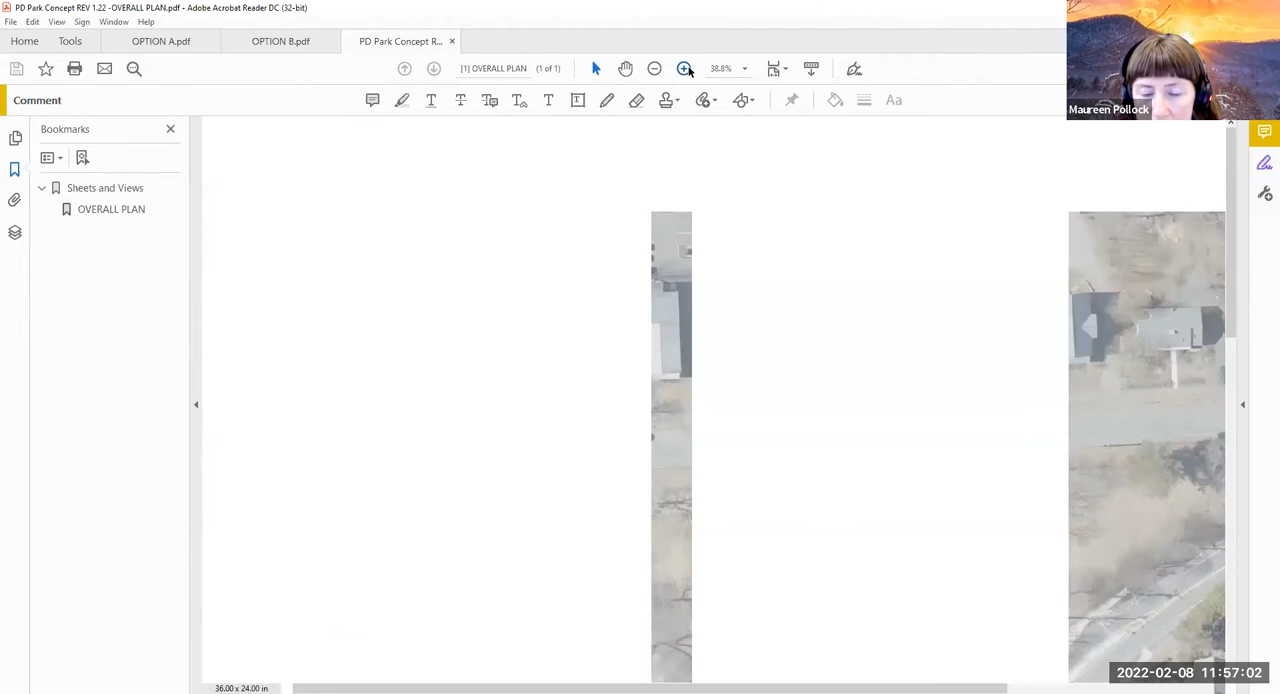 PD Park Concept REV 1.22 -OVERALL PLAN.pdf - Adobe Acrobat Reader DC (32-bit)
File Edit View Sign Window Help
Home Tools OPTION A.pdf OPTION B.pdf PD Park Concept R... ×
[1] OVERALL PLAN (1 of 1) 38.8%
Comment
Aa
Bookmarks
Sheets and Views
OVERALL PLAN
Maureen Pollock
36.00 x 24.00 in
2022-02-08 11:57:02